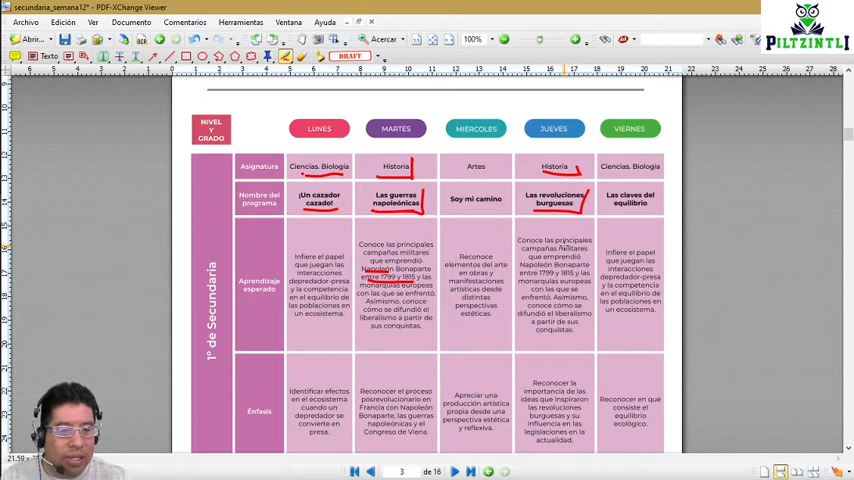 secundaria_semana12* - PDF-XChange Viewer
Archivo Edición Ver Documento Comentarios Herramientas Ventana Ayuda
Abrir... OCR Acercar 100%
Texto DRAFT
PILTZINTLI
NIVEL
Y
GRADO
LUNES MARTES MIÉRCOLES JUEVES VIERNES
Asignatura Ciencias. Biología Historia Artes Historia Ciencias. Biología
Nombre del
programa
¡Un cazador
cazado!
Las guerras
napoleónicas
Soy mi camino
Las revoluciones
burguesas
Las claves del
equilibrio
1° de Secundaria
Aprendizaje
esperado
Infiere el papel
que juegan las
interacciones
depredador-presa
y la competencia
en el equilibrio de
las poblaciones
en un ecosistema.
Conoce las principales
campañas militares
que emprendió
Napoleón Bonaparte
entre 1799 y 1815 y las
monarquías europeas
con las que se enfrentó.
Asimismo, conoce
cómo se difundió el
liberalismo a partir de
sus conquistas.
Reconoce
elementos del arte
en obras y
manifestaciones
artísticas desde
distintas
perspectivas
estéticas.
Conoce las principales
campañas militares
que emprendió
Napoleón Bonaparte
entre 1799 y 1815 y las
monarquías europeas
con las que se
enfrentó. Asimismo,
conoce cómo se
difundió el liberalismo
a partir de sus
conquistas.
Infiere el papel
que juegan las
interacciones
depredador-presa
y la competencia
en el equilibrio de
las poblaciones en
un ecosistema.
Énfasis
Identificar efectos
en el ecosistema
cuando un
depredador se
convierte en
presa.
Reconocer el proceso
posrevolucionario en
Francia con Napoleón
Bonaparte, las guerras
napoleónicas y el
Congreso de Viena.
Apreciar una
producción artística
propia desde una
perspectiva estética
y reflexiva.
Reconocer la
importancia de las
ideas que inspiraron
las revoluciones
burguesas y su
influencia en las
legislaciones en la
actualidad.
Reconocer en qué
consiste el
equilibrio
ecológico.
3 de 16